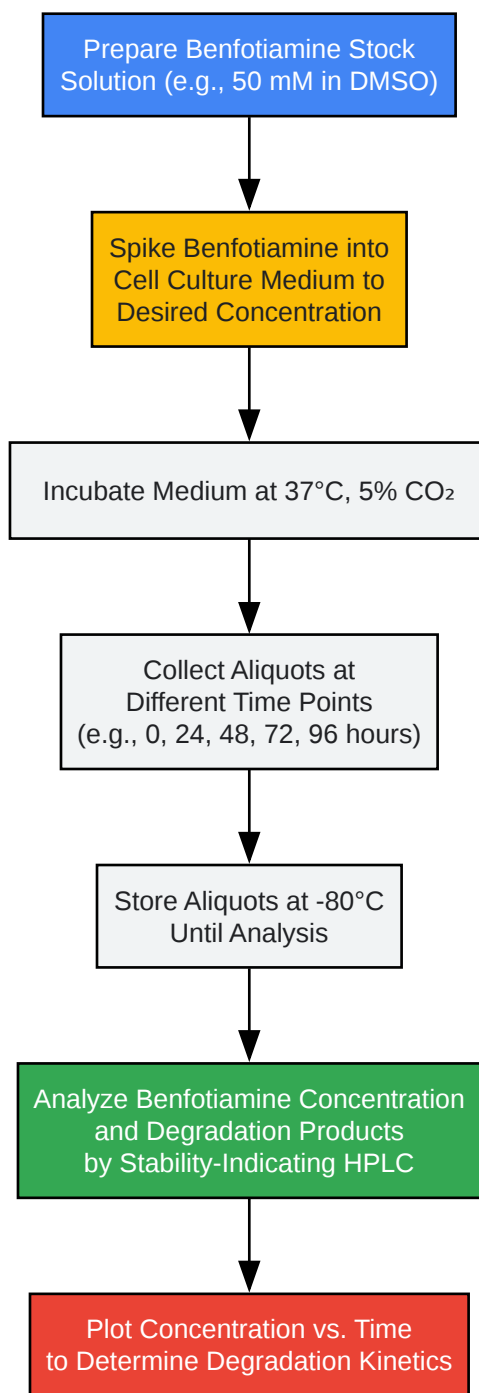 Prepare Benfotiamine Stock
Solution (e.g., 50 mM in DMSO)
Spike Benfotiamine into
Cell Culture Medium to
Desired Concentration
Incubate Medium at 37°C, 5% CO₂
Collect Aliquots at
Different Time Points
(e.g., 0, 24, 48, 72, 96 hours)
Store Aliquots at -80°C
Until Analysis
Analyze Benfotiamine Concentration
and Degradation Products
by Stability-Indicating HPLC
Plot Concentration vs. Time
to Determine Degradation Kinetics